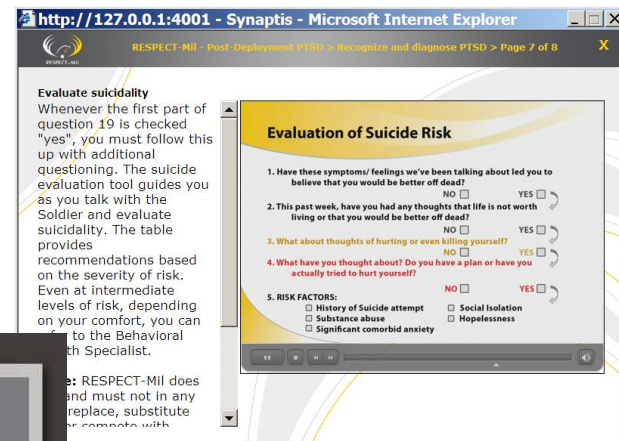 http://127.0.0.1:4001 - Synaptis - Microsoft Internet Explorer
RESPECT-MIL
RESPECT-Mil - Post-Deployment PTSD > Recognize and diagnose PTSD > Page 7 of 8 X
Evaluate suicidality
Whenever the first part of
question 19 is checked
"yes", you must follow this
up with additional
questioning. The suicide
evaluation tool guides you
as you talk with the
Soldier and evaluate
suicidality. The table
provides
recommendations based
on the severity of risk.
Even at intermediate
levels of risk, depending
on your comfort, you can
to the Behavioral
Specialist.
RESPECT-Mil does
and must not in any
replace, substitute
or compete with
Evaluation of Suicide Risk
1. Have these symptoms/ feelings we've been talking about led you to
believe that you would be better off dead?
NO YES
2. This past week, have you had any thoughts that life is not worth
living or that you would be better off dead?
NO YES
3. What about thoughts of hurting or even killing yourself?
NO YES
4. What have you thought about? Do you have a plan or have you
actually tried to hurt yourself?
NO YES
5. RISK FACTORS:
History of Suicide attempt Social Isolation
Substance abuse Hopelessness
Significant comorbid anxiety